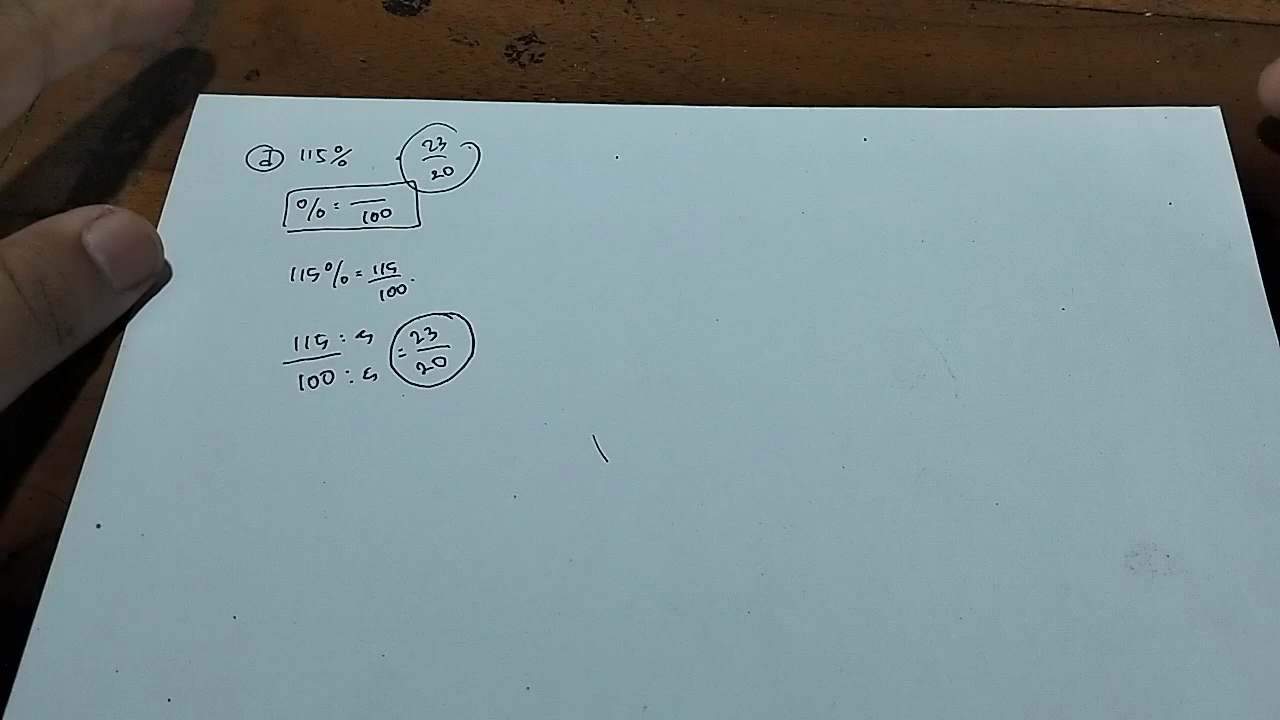 d 115% 23/20
% = /100
115% = 115/100.
115 : 5 / 100 : 5 = 23/20